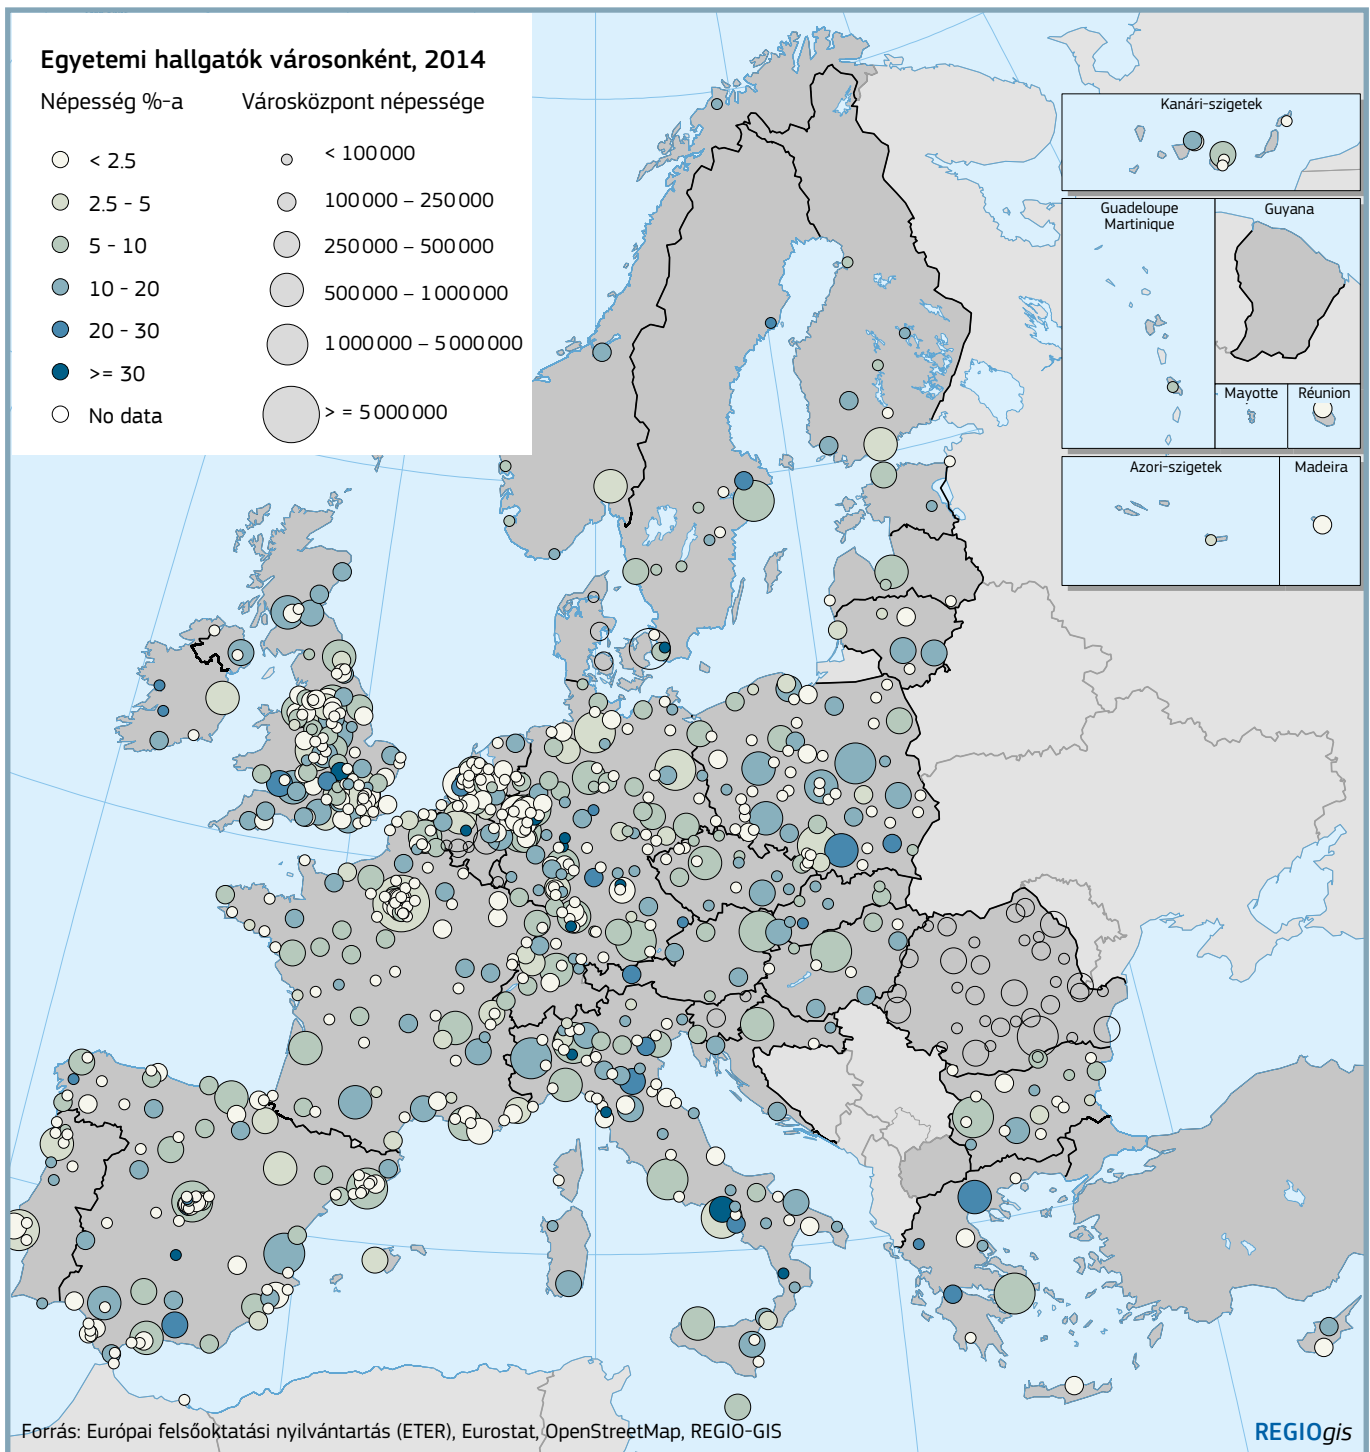 Egyetemi hallgatók városonként, 2014
Népesség %-a
Városközpont népessége
< 2.5
2.5 - 5
5 - 10
10 - 20
20 - 30
>= 30
No data
< 100 000
100 000 – 250 000
250 000 – 500 000
500 000 – 1 000 000
1 000 000 – 5 000 000
> = 5 000 000
Kanári-szigetek
Guadeloupe
Martinique
Guyana
Mayotte
Réunion
Azori-szigetek
Madeira
Forrás: Európai felsőoktatási nyilvántartás (ETER), Eurostat, OpenStreetMap, REGIO-GIS
REGIOgis